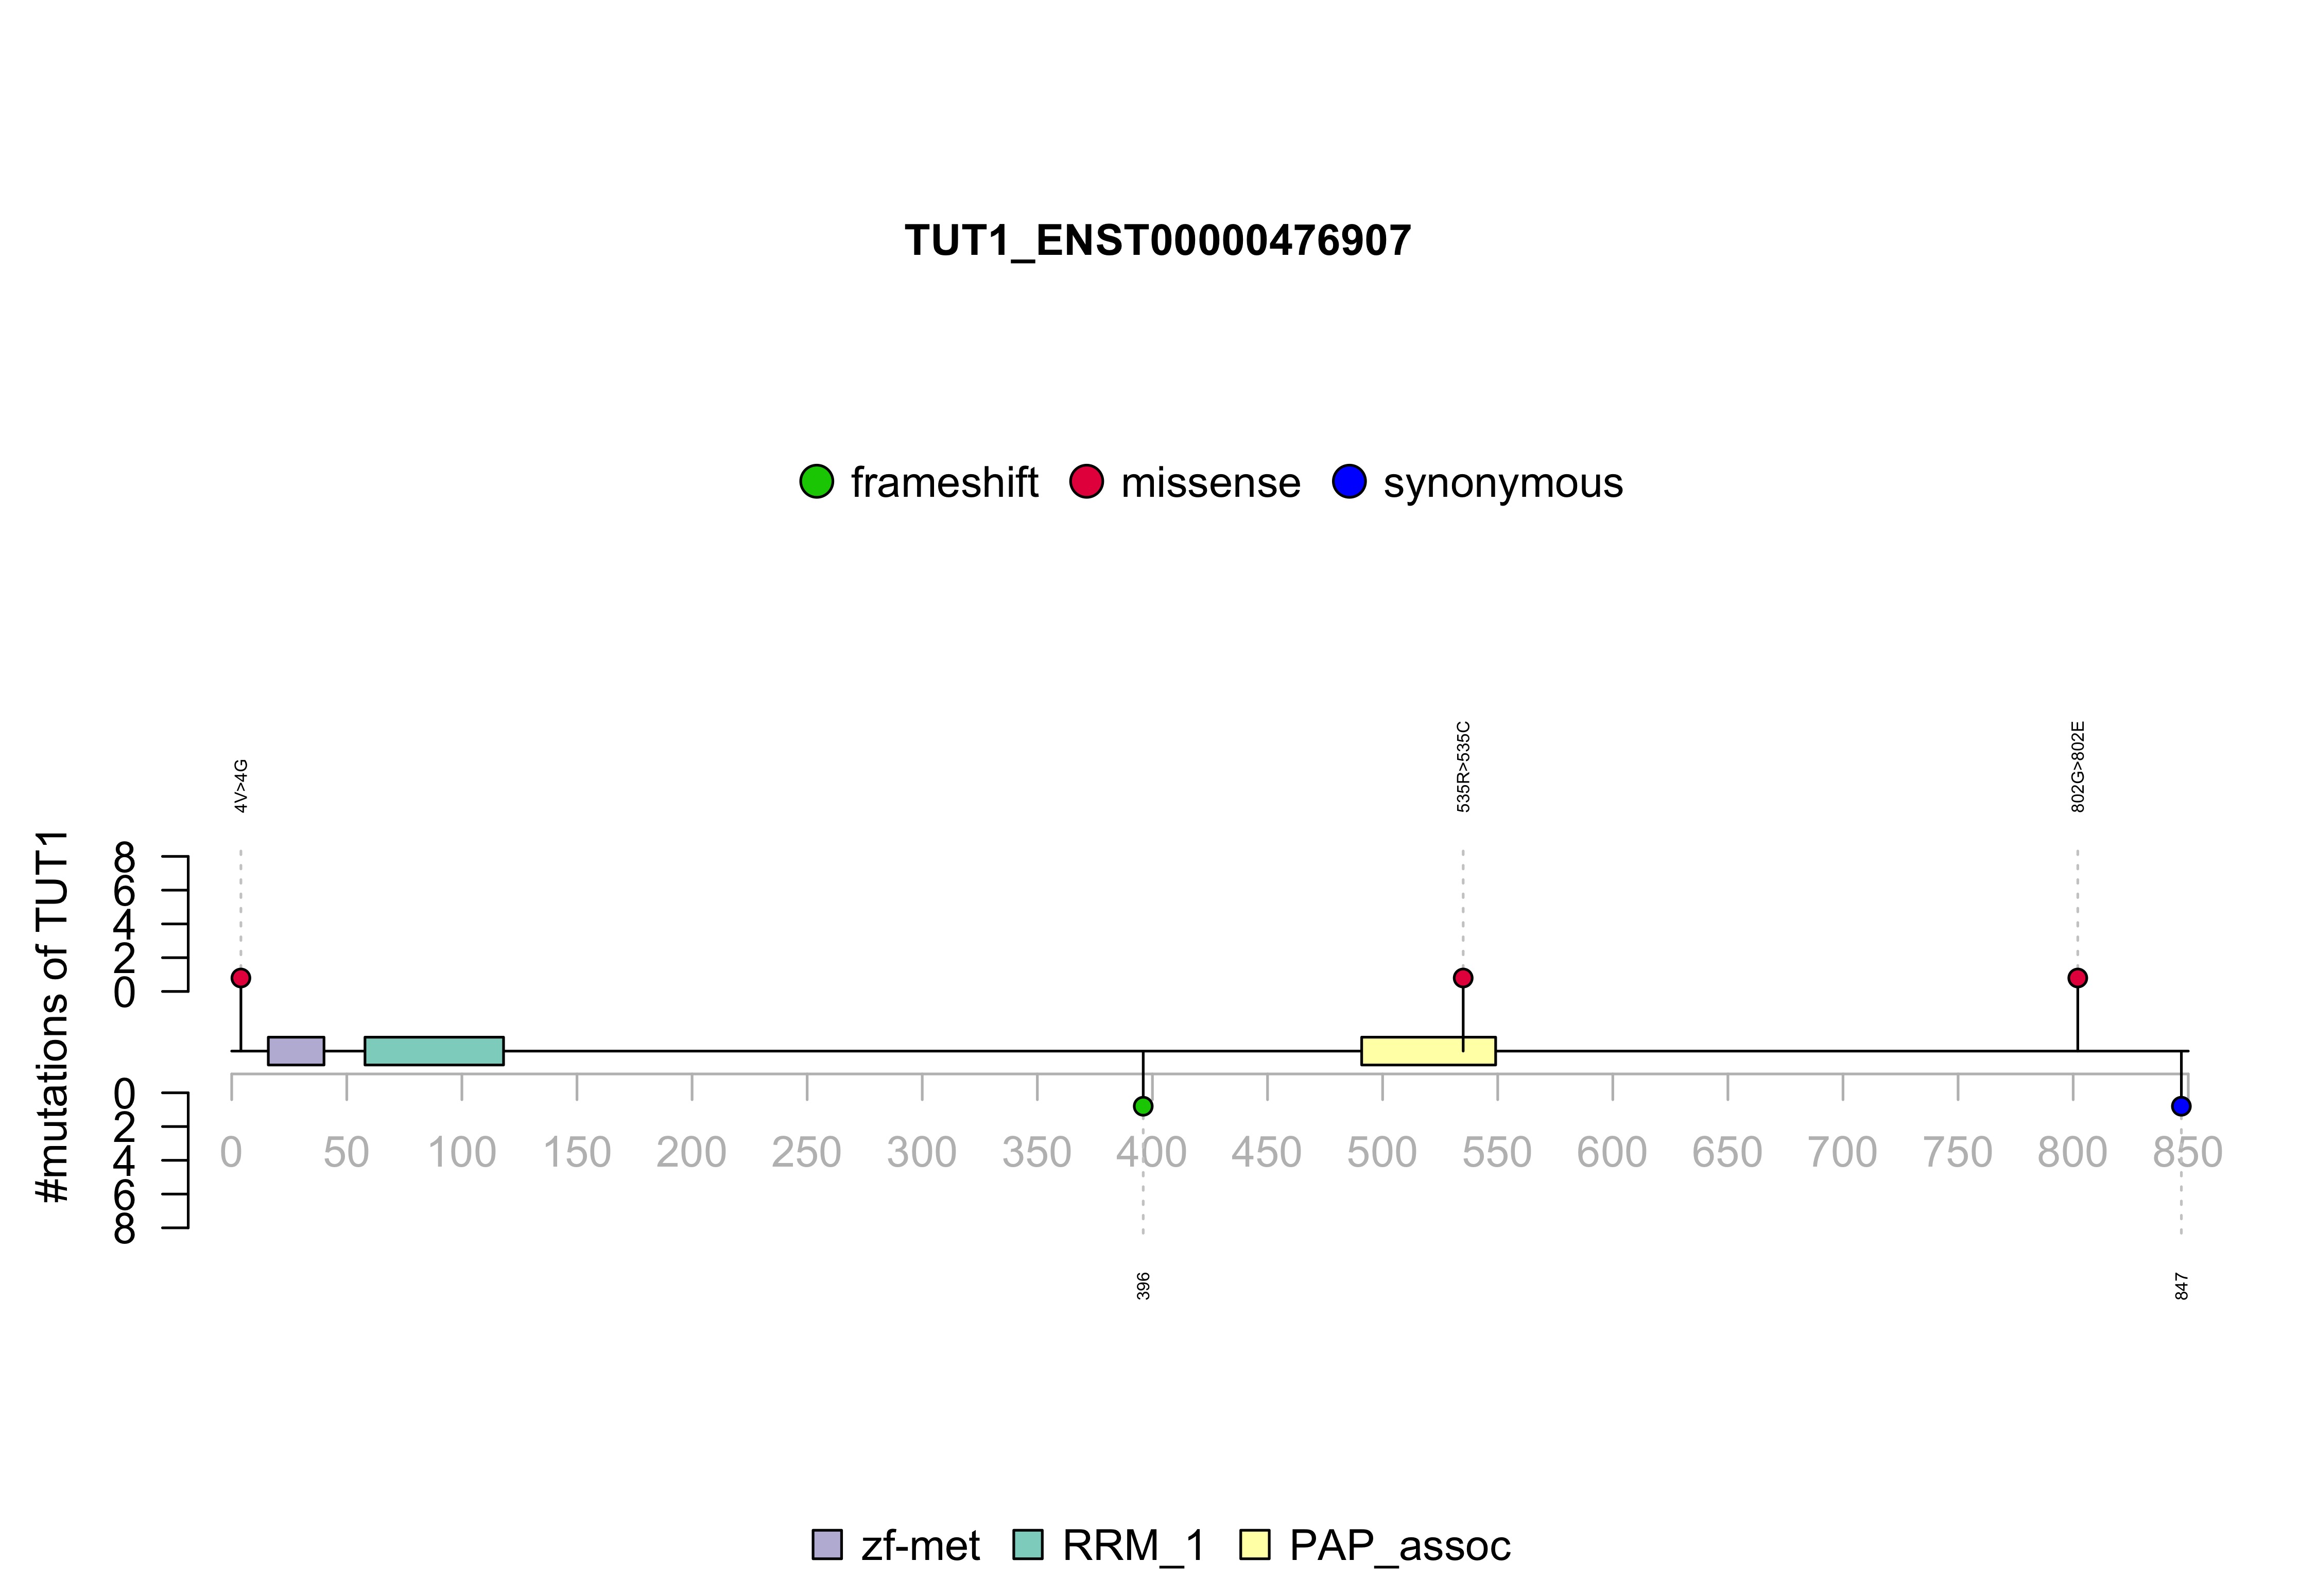 TUT1_ENST00000476907
frameshift missense synonymous
4V>4G
535R>535C
802G>802E
#mutations of TUT1
8
6
4
2
0
0
2
4
6
8
0 50 100 150 200 250 300 350 400 450 500 550 600 650 700 750 800 850
396
847
zf-met RRM_1 PAP_assoc